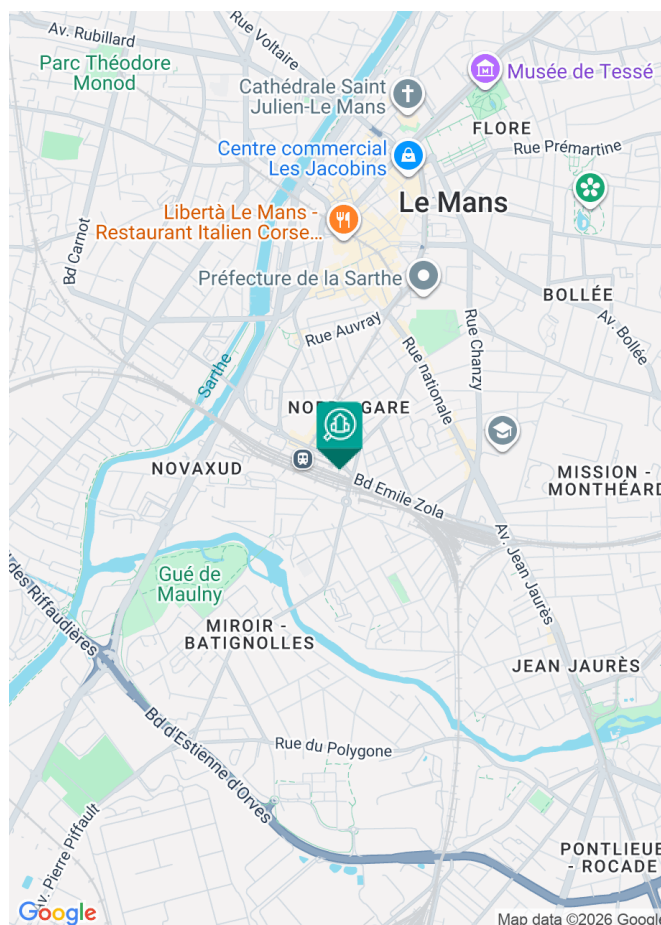 Av. Rubillard
Rue Voltaire
Parc Théodore
Monod
Cathédrale Saint
Julien-Le Mans
Musée de Tessé
FLORE
Rue Prémartine
Centre commercial
Les Jacobins
Le Mans
Libertà Le Mans -
Restaurant Italien Corse...
Bd Carnot
Préfecture de la Sarthe
BOLLÉE
Av. Bollée
Rue Auvray
Rue Chanzy
Rue nationale
Sarthe
GARE
NOVAXUD
Bd Emile Zola
MISSION -
MONTHÉARD
Av. Jean Jaurès
Gué de
Maulny
des Riffaudières
MIROIR -
BATIGNOLLES
JEAN JAURÈS
Bd d'Estienne d'Orves
Rue du Polygone
Av. Pierre Piffault
PONTLIEUE
- ROCADE
Google
Map data ©2026 Google